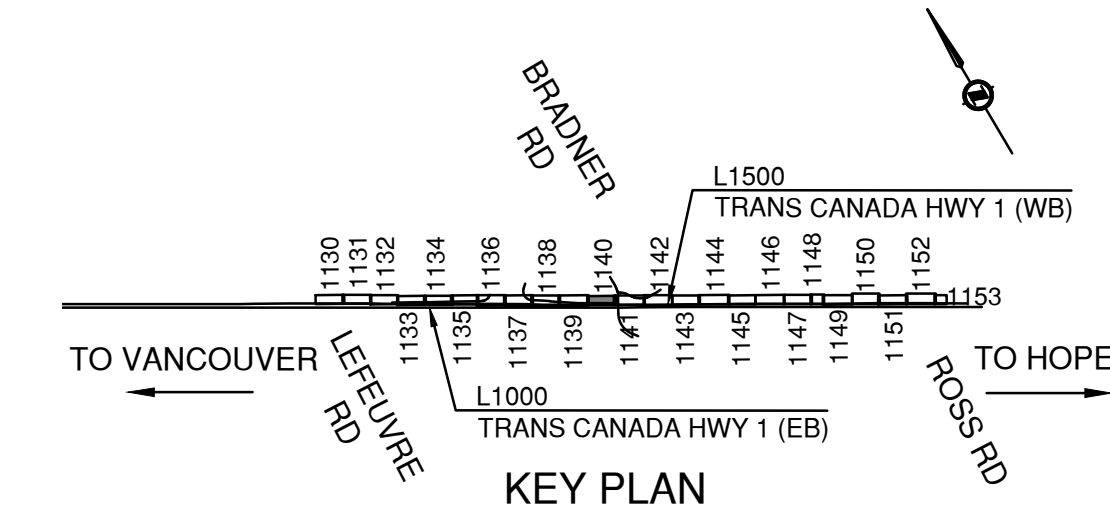 BRADNER
RD
L1500
TRANS CANADA HWY 1 (WB)
1130
1131
1132
1134
1136
1138
1140
1142
1144
1146
1148
1150
1152
1153
1133
1135
1137
1139
1141
1143
1145
1147
1149
1151
TO VANCOUVER
LEFEUVRE
RD
L1000
TRANS CANADA HWY 1 (EB)
ROSS RD
TO HOPE
KEY PLAN